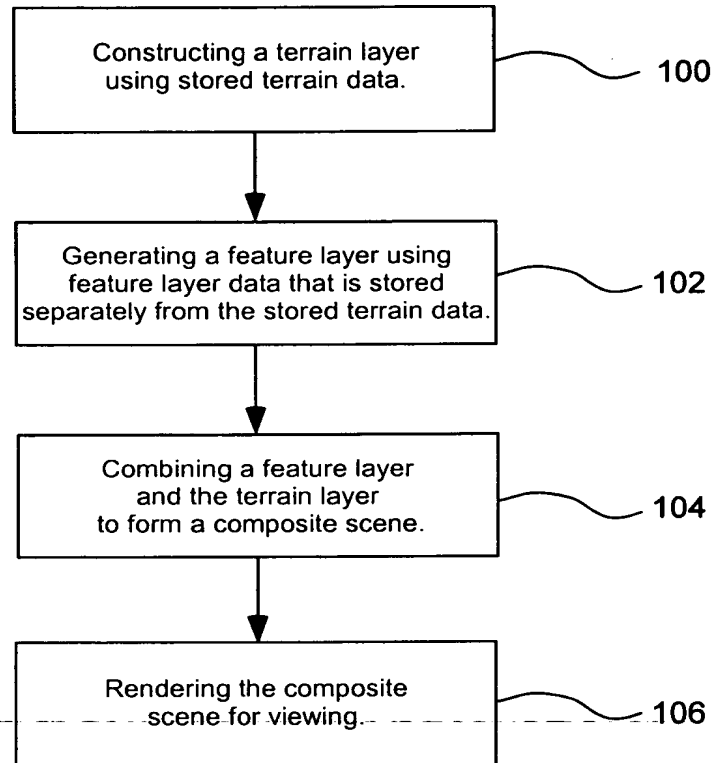 Constructing a terrain layer
using stored terrain data.
100
Generating a feature layer using
feature layer data that is stored
separately from the stored terrain data.
102
Combining a feature layer
and the terrain layer
to form a composite scene.
104
Rendering the composite
scene for viewing.
106